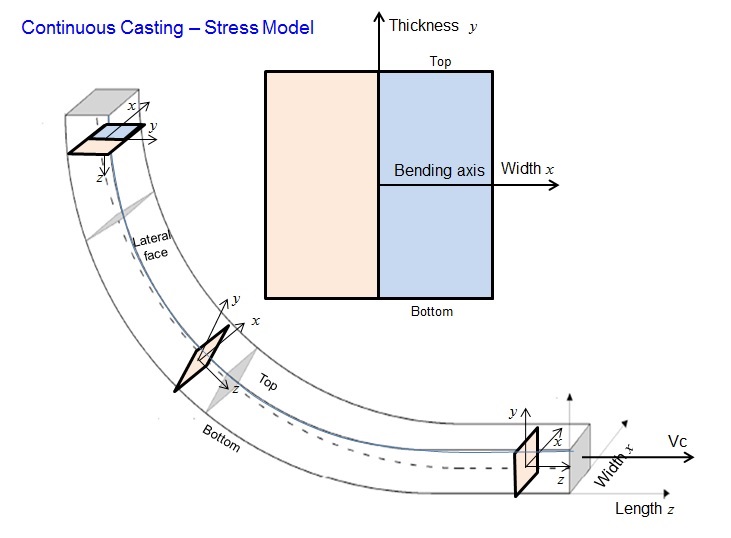 Continuous Casting – Stress Model
Thickness y
Top
x
y
Bending axis
Width x
z
Lateral
face
y
x
Bottom
z
Top
y
Bottom
x
Vc
Width x
z
Length z